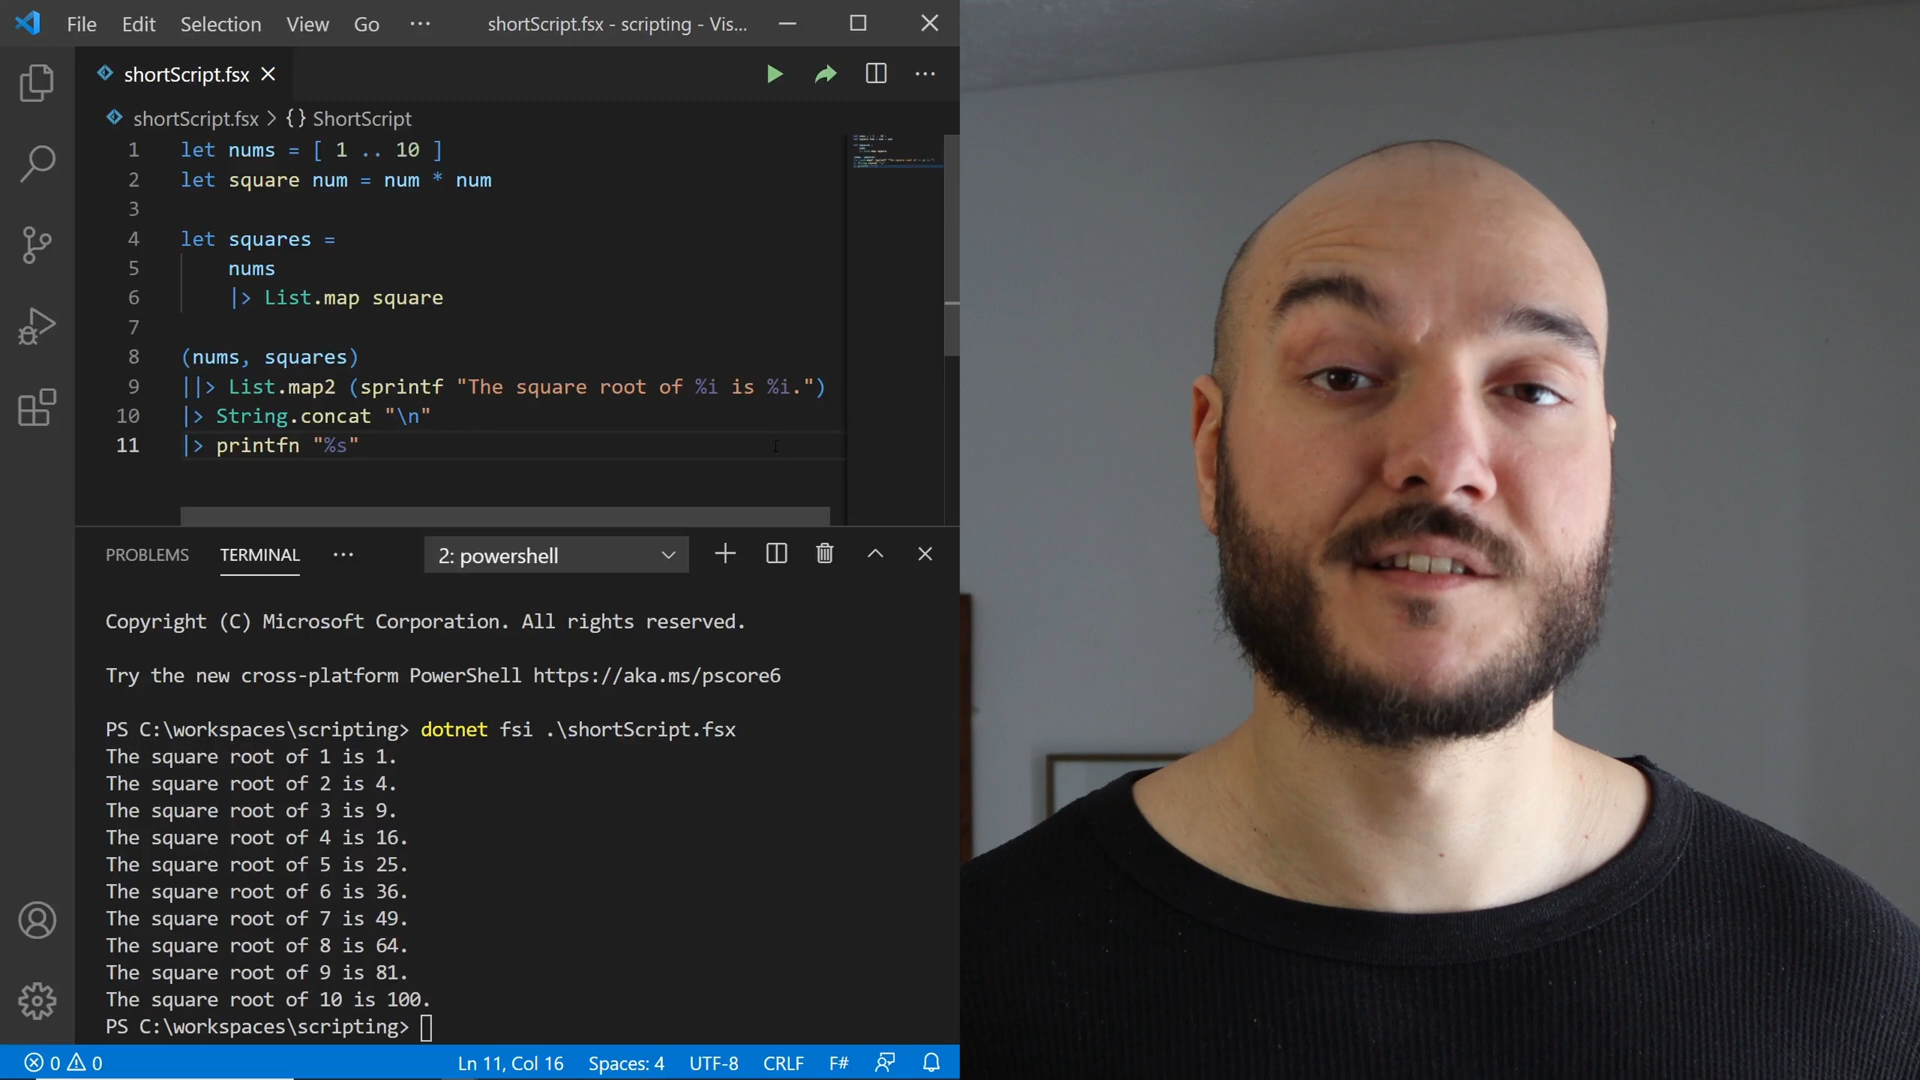 File Edit Selection View Go ··· shortScript.fsx - scripting - Vis...
shortScript.fsx
shortScript.fsx > {} ShortScript
1 let nums = [ 1 .. 10 ]
2 let square num = num * num
3
4 let squares =
5 nums
6 |> List.map square
7
8 (nums, squares)
9 ||> List.map2 (sprintf "The square root of %i is %i.")
10 |> String.concat "\n"
11 |> printfn "%s"
PROBLEMS TERMINAL ··· 2: powershell
Copyright (C) Microsoft Corporation. All rights reserved.
Try the new cross-platform PowerShell https://aka.ms/pscore6
PS C:\workspaces\scripting> dotnet fsi .\shortScript.fsx
The square root of 1 is 1.
The square root of 2 is 4.
The square root of 3 is 9.
The square root of 4 is 16.
The square root of 5 is 25.
The square root of 6 is 36.
The square root of 7 is 49.
The square root of 8 is 64.
The square root of 9 is 81.
The square root of 10 is 100.
PS C:\workspaces\scripting>
0 0 Ln 11, Col 16 Spaces: 4 UTF-8 CRLF F#